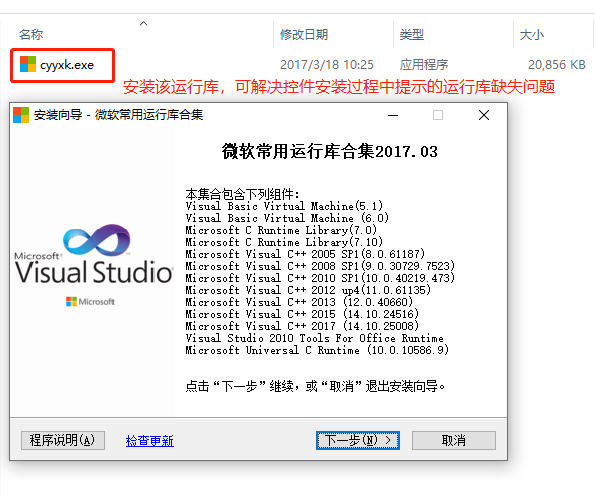 名称 修改日期 类型 大小
cyyxk.exe 2017/3/18 10:25 应用程序 20,856 KB
安装该运行库，可解决控件安装过程中提示的运行库缺失问题
安装向导 - 微软常用运行库合集
微软常用运行库合集2017.03
本集合包含下列组件:
Visual Basic Virtual Machine(5.1)
Visual Basic Virtual Machine (6.0)
Microsoft C Runtime Library(7.0)
Microsoft C Runtime Library(7.10)
Microsoft Visual C++ 2005 SP1(8.0.61187)
Microsoft Visual C++ 2008 SP1(9.0.30729.7523)
Microsoft Visual C++ 2010 SP1(10.0.40219.473)
Microsoft Visual C++ 2012 up4(11.0.61135)
Microsoft Visual C++ 2013 (12.0.40660)
Microsoft Visual C++ 2015 (14.10.24516)
Microsoft Visual C++ 2017 (14.10.25008)
Visual Studio 2010 Tools For Office Runtime
Microsoft Universal C Runtime (10.0.10586.9)
点击“下一步”继续，或“取消”退出安装向导。
Microsoft
Visual Studio
Microsoft
程序说明(A) 检查更新 下一步(N) > 取消